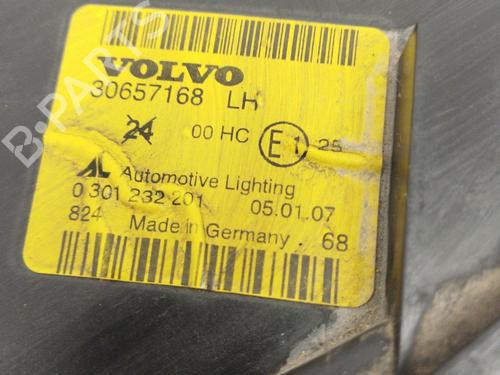 VOLVO
30657168 LH
24 00 HC E1 25
AL Automotive Lighting
0 301 232 201 05.01.07
824 Made in Germany . 68
B-PARTS